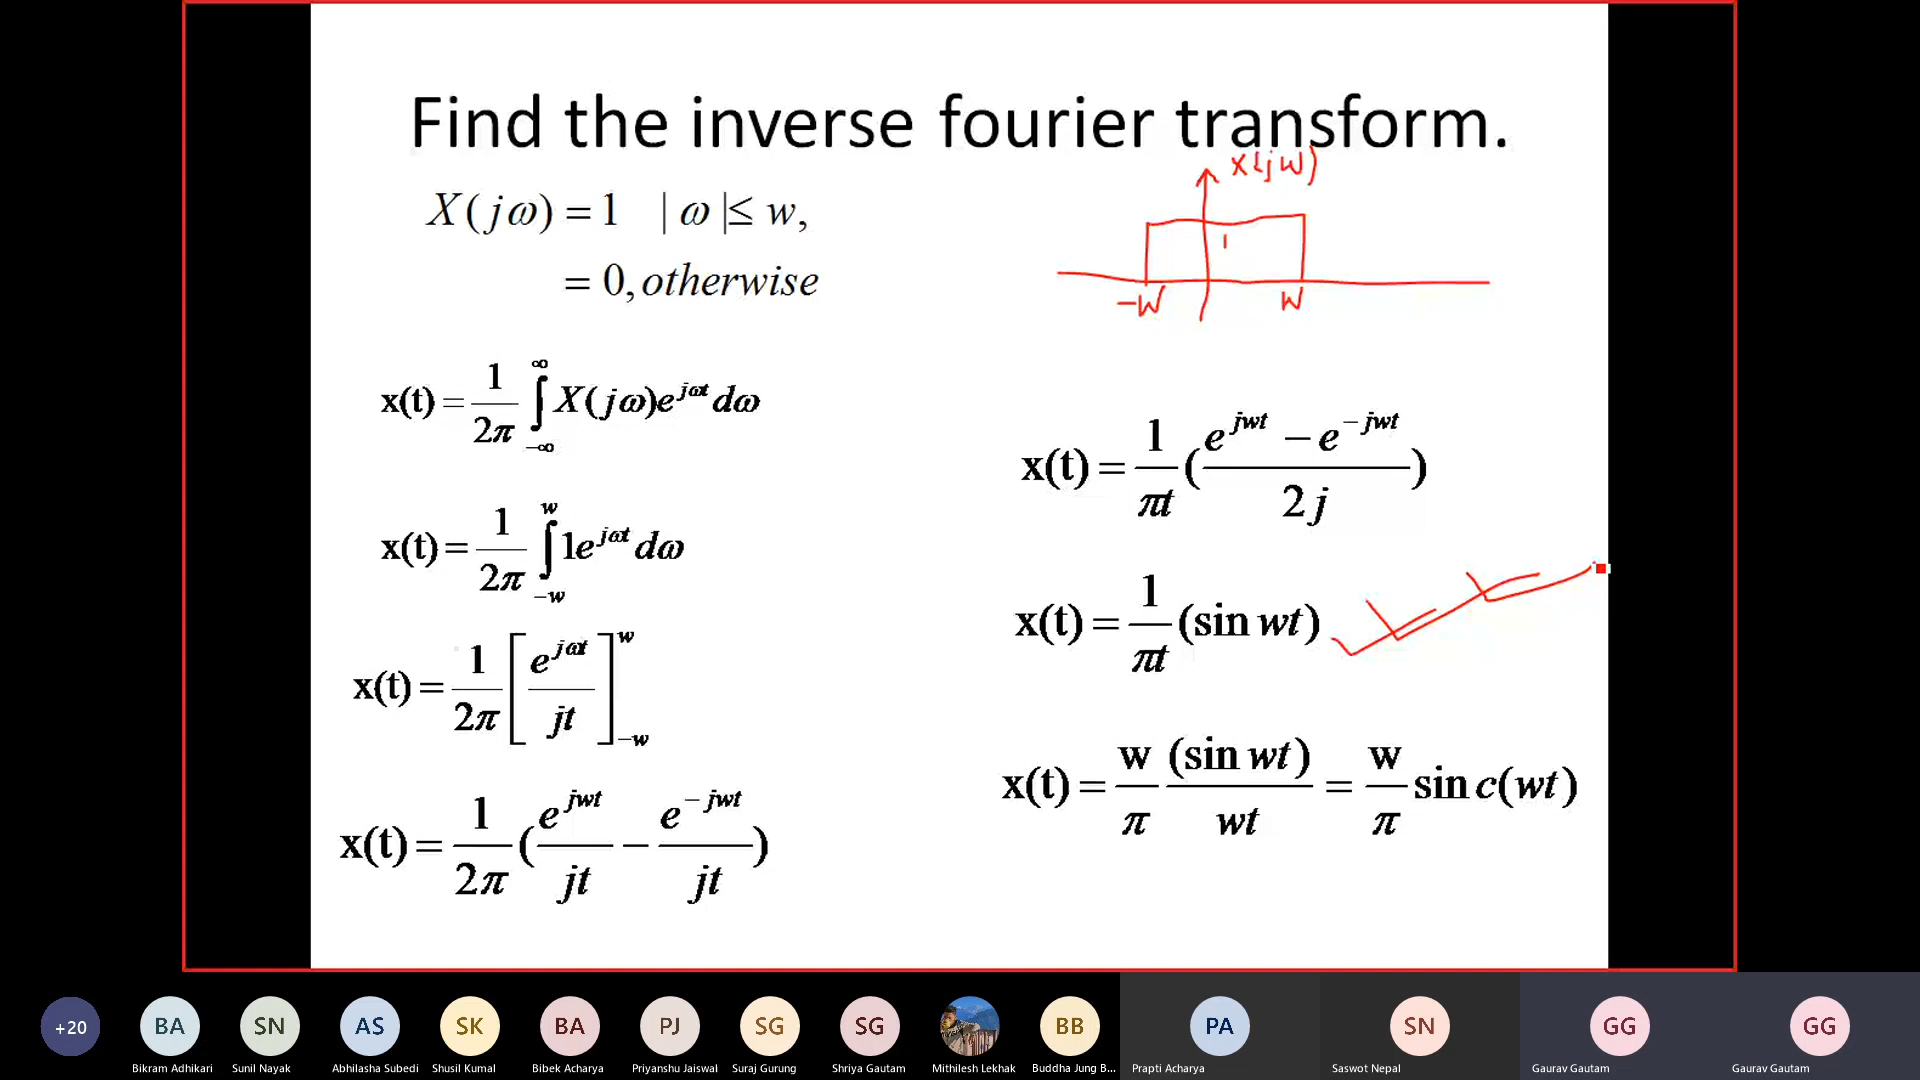 Find the inverse fourier transform.
X(jω) = 1 | ω |≤ w,
= 0, otherwise
X(jW)
1
-W W
x(t) = 1/2π ∫_{-∞}^{∞} X(jω)e^{jωt} dω
x(t) = 1/2π ∫_{-w}^{w} 1e^{jωt} dω
x(t) = 1/2π [e^{jωt}/jt]_{-w}^{w}
x(t) = 1/2π (e^{jwt}/jt − e^{-jwt}/jt)
x(t) = 1/πt (e^{jwt} − e^{-jwt}/2j)
x(t) = 1/πt (sin wt)
x(t) = w/π (sin wt)/wt = w/π sin c(wt)
+20 BA SN AS SK BA PJ SG SG BB PA SN GG GG
Bikram Adhikari Sunil Nayak Abhilasha Subedi Shusil Kumal Bibek Acharya Priyanshu Jaiswal Suraj Gurung Shriya Gautam Mithilesh Lekhak Buddha Jung B... Prapti Acharya Saswot Nepal Gaurav Gautam Gaurav Gautam